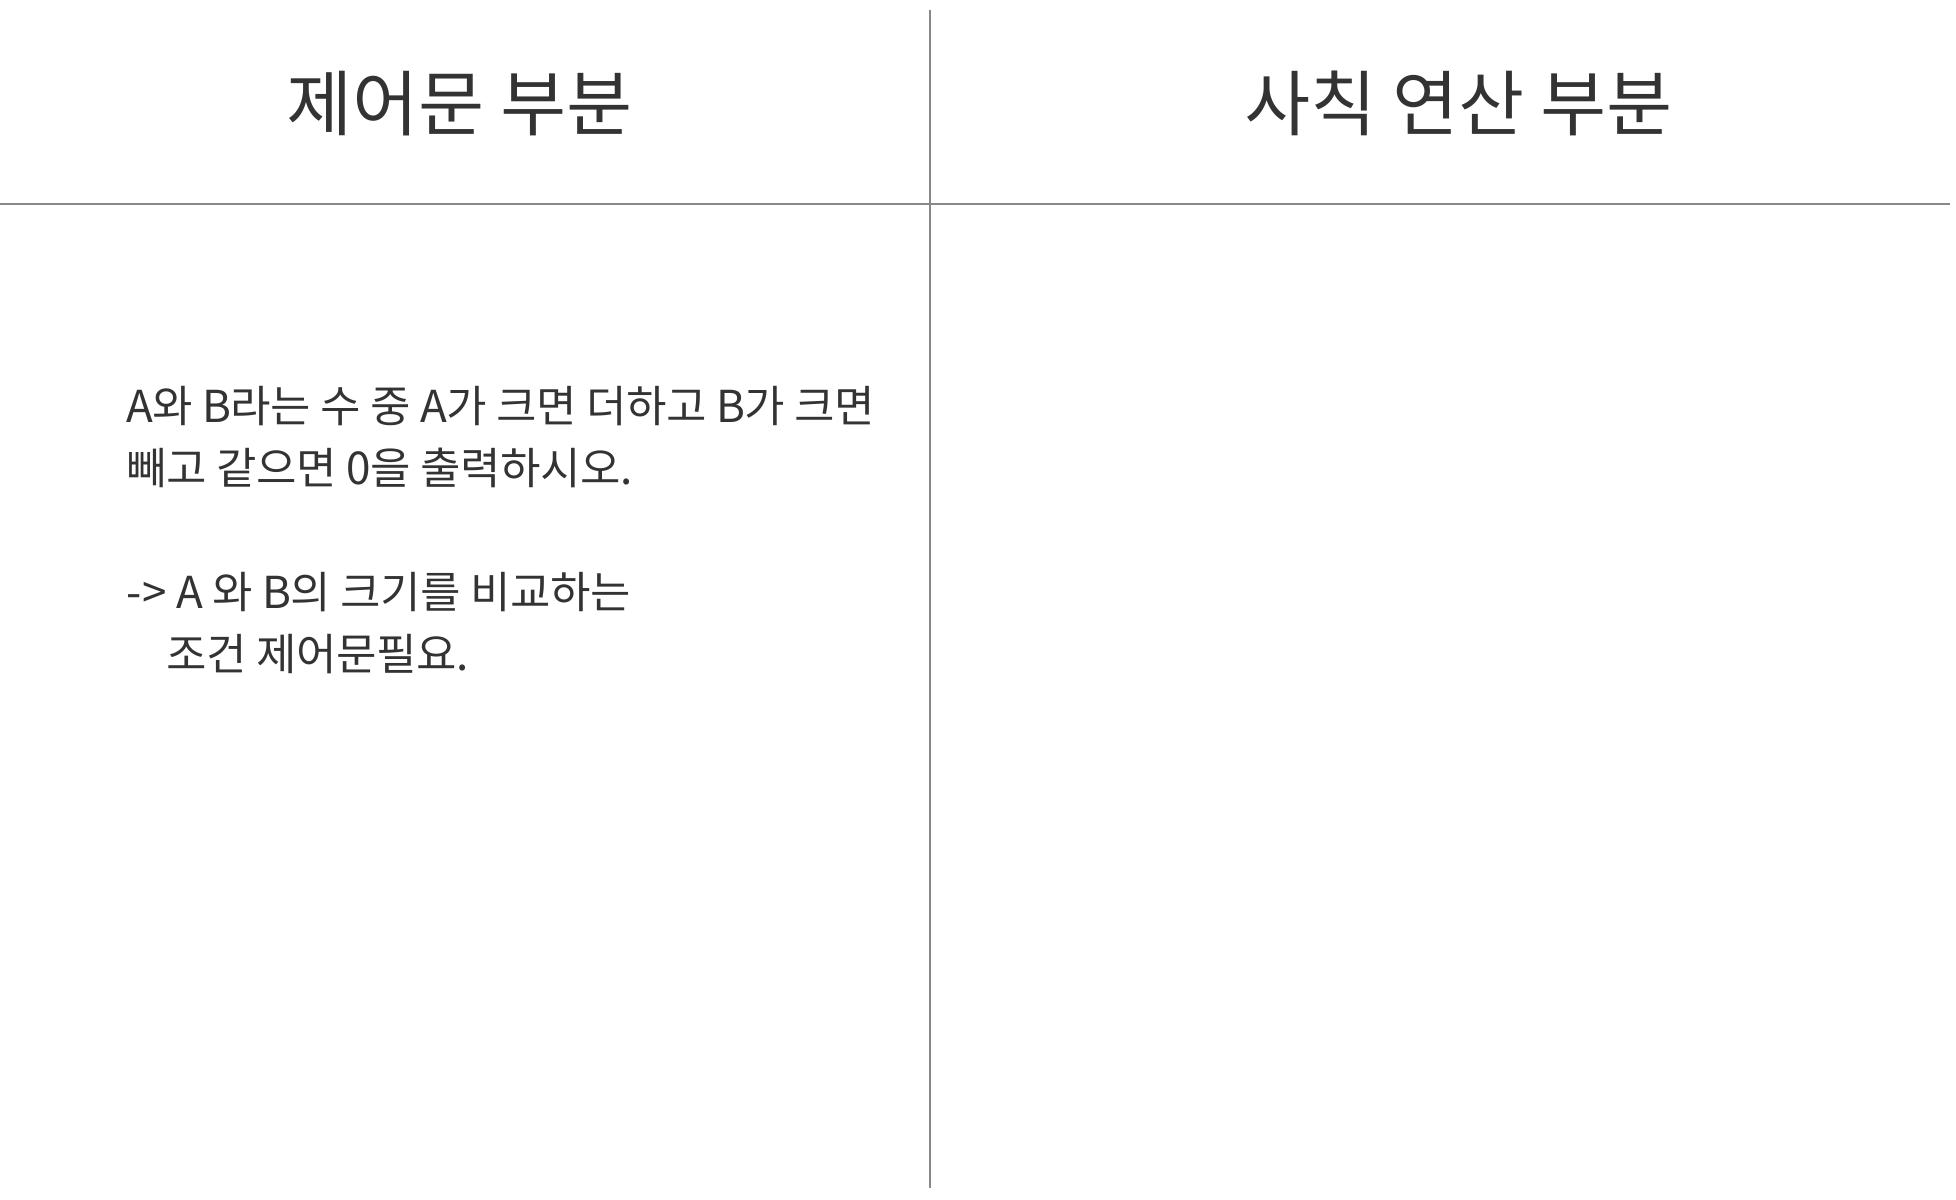 제어문 부분
사칙 연산 부분
A와 B라는 수 중 A가 크면 더하고 B가 크면
빼고 같으면 0을 출력하시오.
-> A 와 B의 크기를 비교하는
조건 제어문필요.